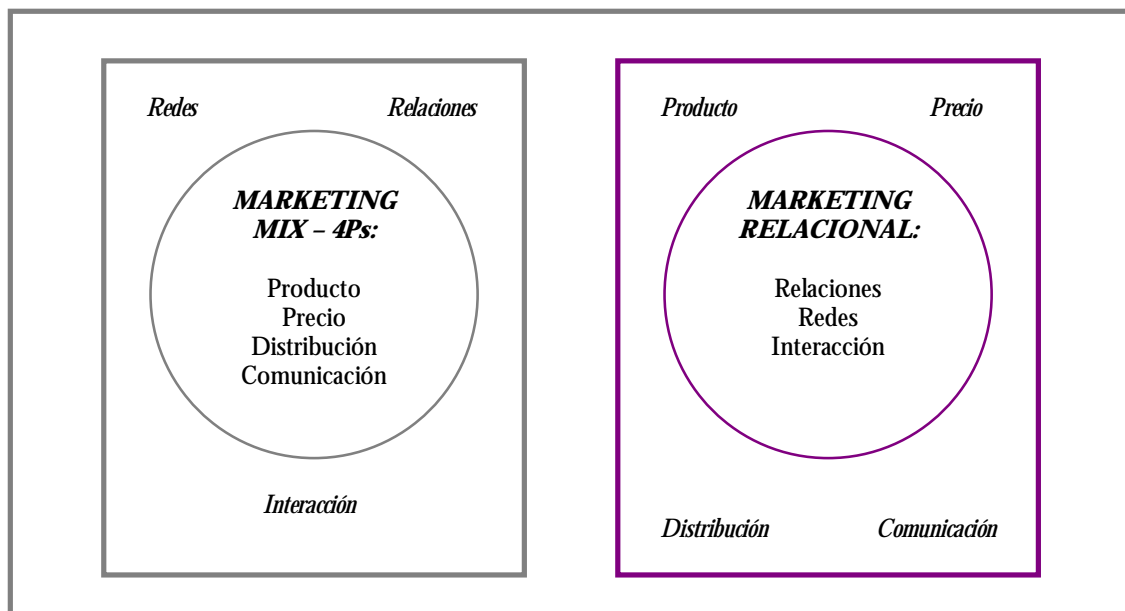 Redes Relaciones
MARKETING
MIX – 4Ps:
Producto
Precio
Distribución
Comunicación
Interacción
Producto Precio
MARKETING
RELACIONAL:
Relaciones
Redes
Interacción
Distribución Comunicación